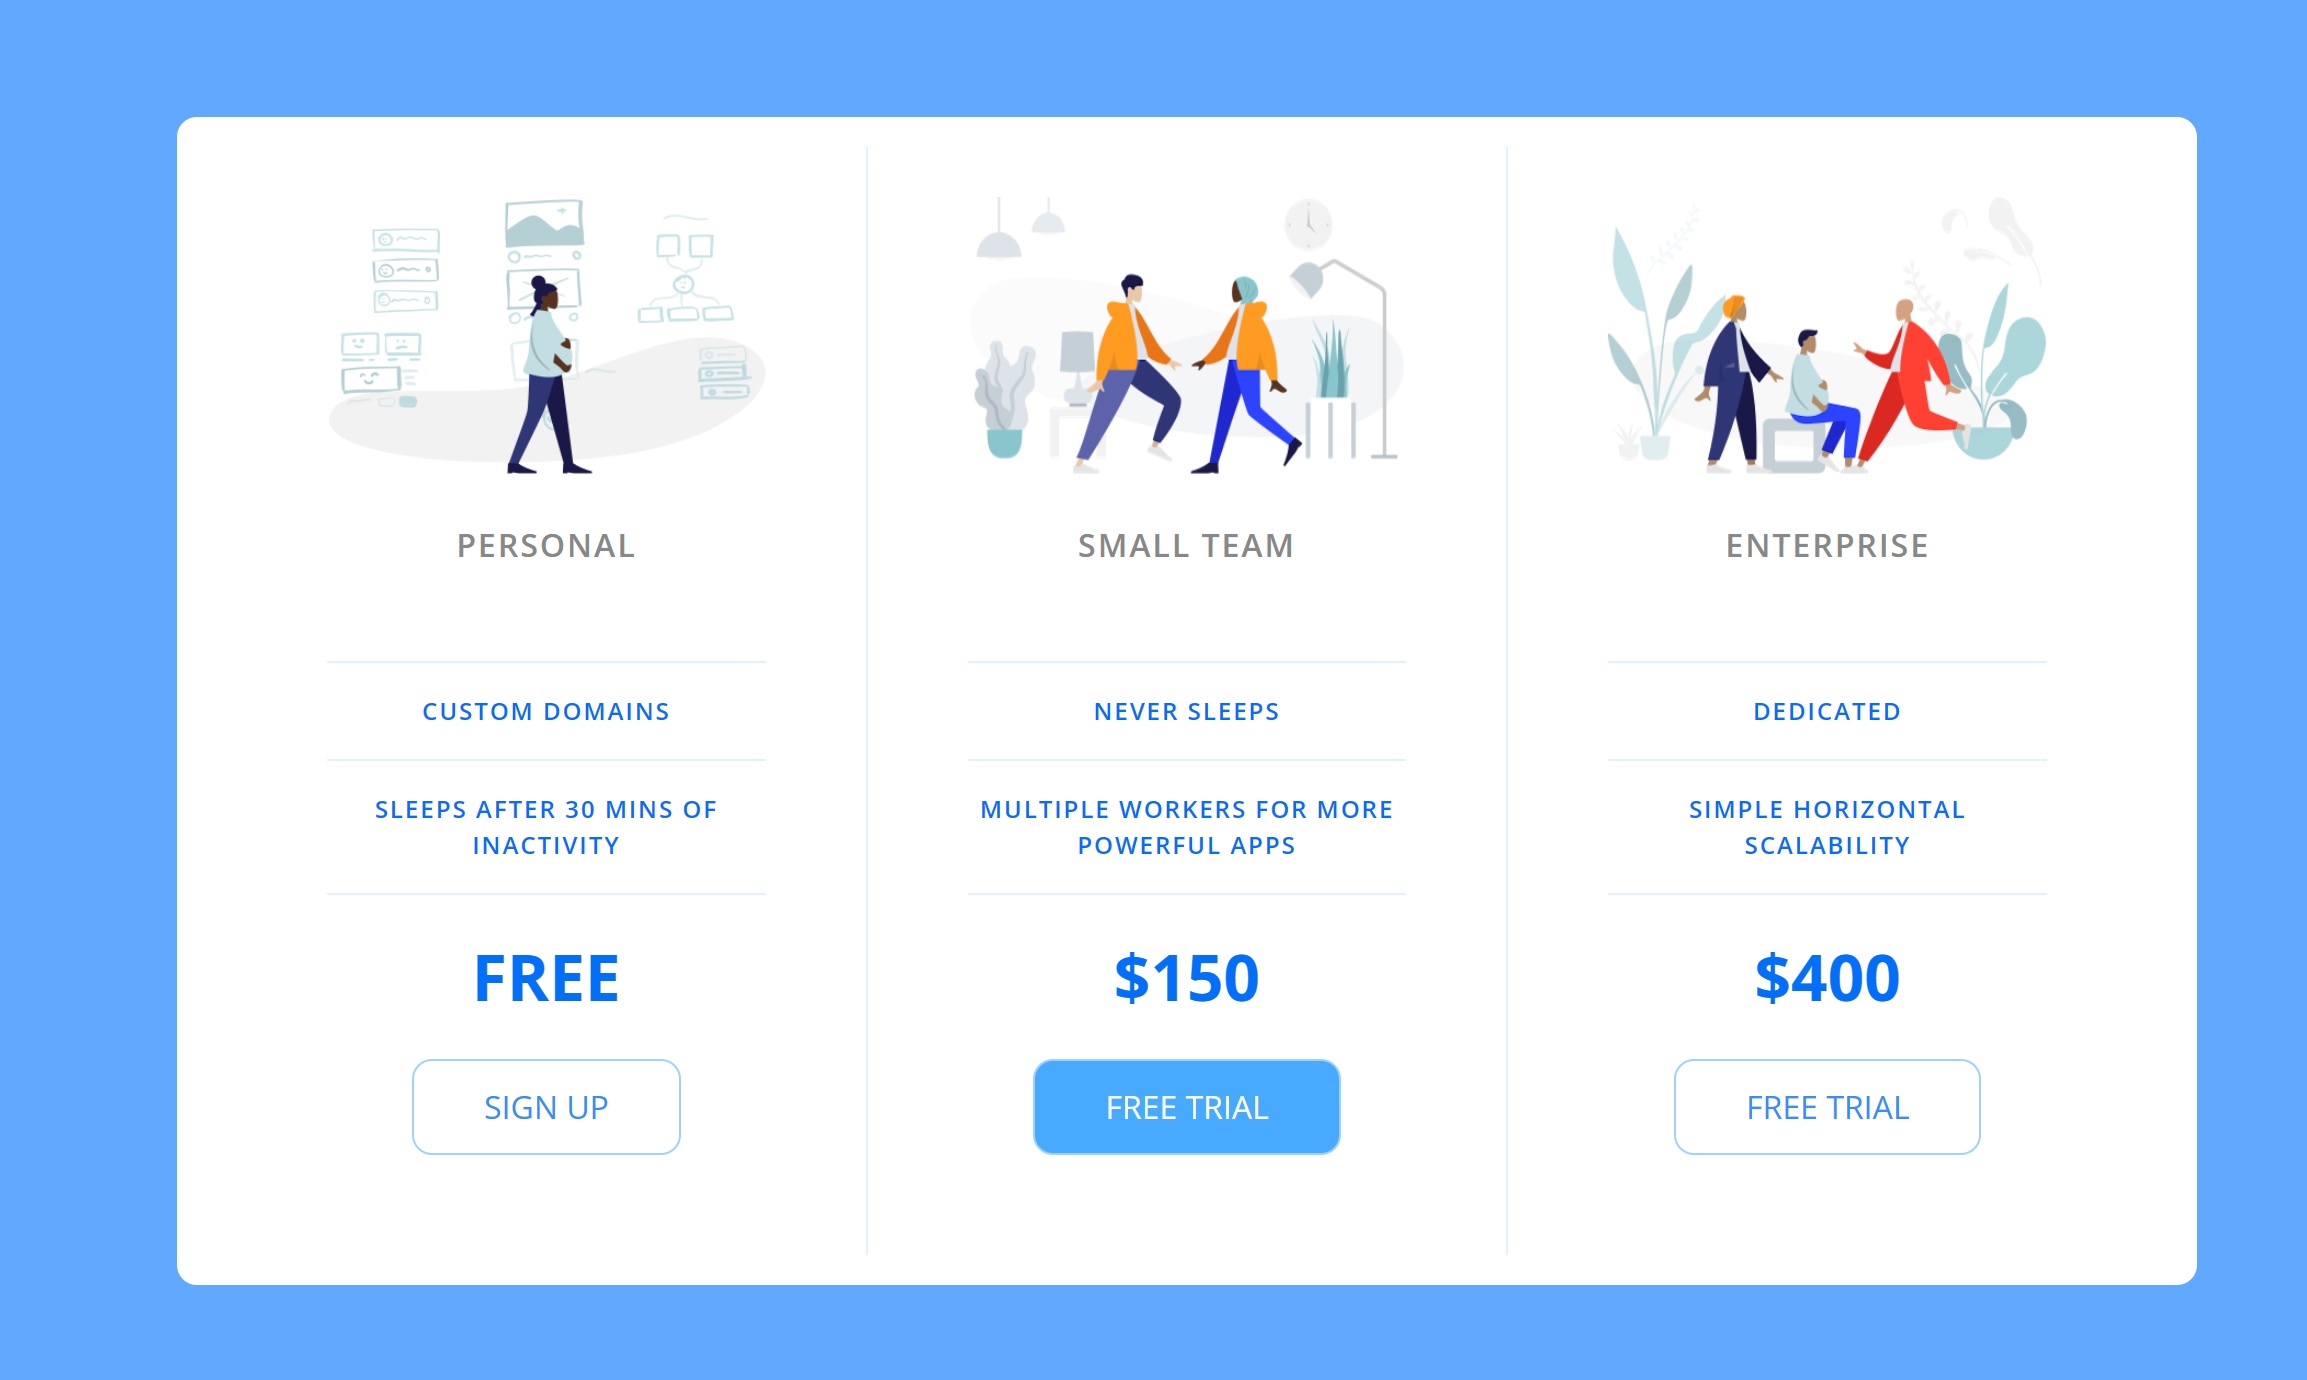 PERSONAL
CUSTOM DOMAINS
SLEEPS AFTER 30 MINS OF
INACTIVITY
FREE
SIGN UP
SMALL TEAM
NEVER SLEEPS
MULTIPLE WORKERS FOR MORE
POWERFUL APPS
$150
FREE TRIAL
ENTERPRISE
DEDICATED
SIMPLE HORIZONTAL
SCALABILITY
$400
FREE TRIAL